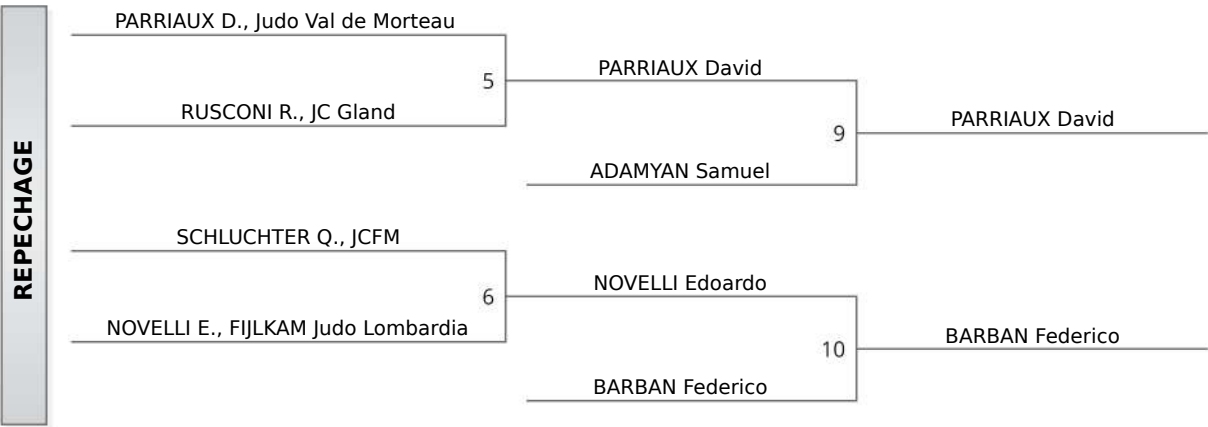 REPECHAGE
PARRIAUX D., Judo Val de Morteau
5
RUSCONI R., JC Gland
PARRIAUX David
9
ADAMYAN Samuel
PARRIAUX David
SCHLUCHTER Q., JCFM
6
NOVELLI E., FIJLKAM Judo Lombardia
NOVELLI Edoardo
10
BARBAN Federico
BARBAN Federico